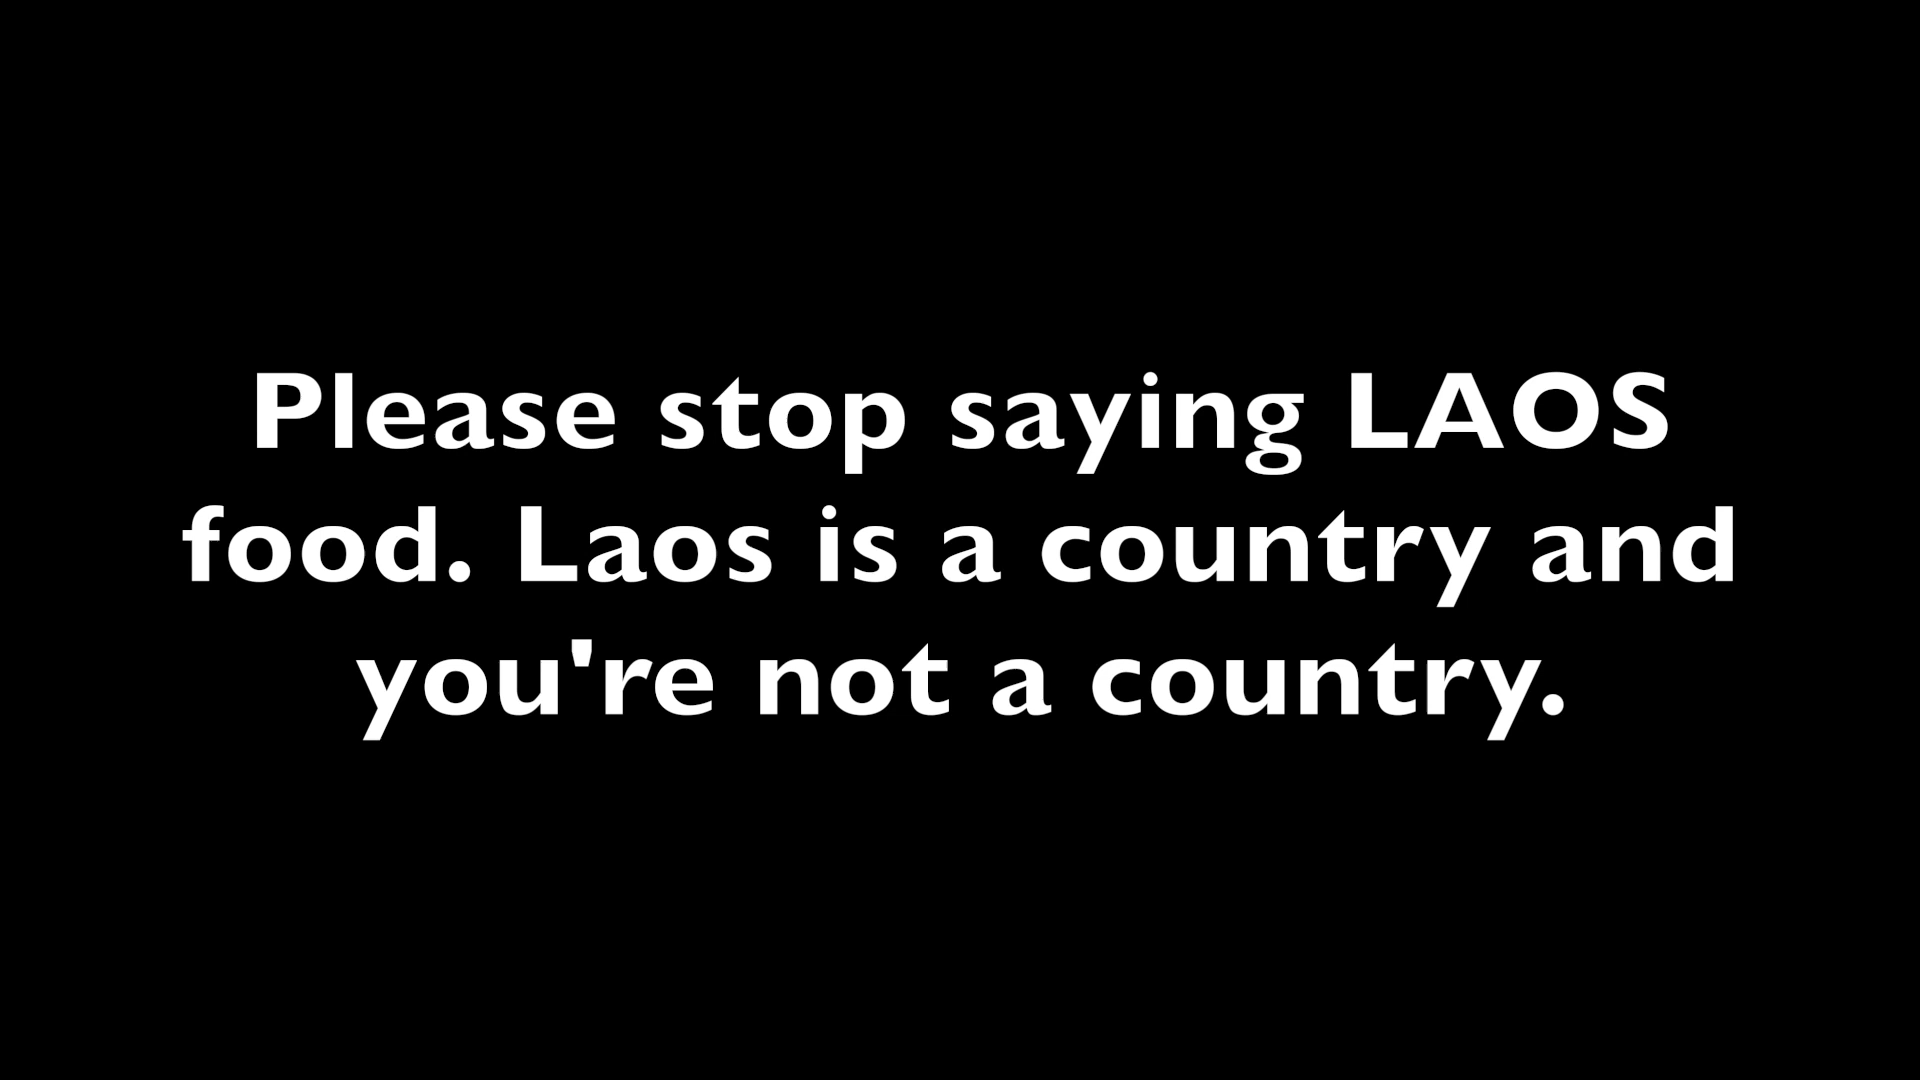 Please stop saying LAOS
food. Laos is a country and
you're not a country.